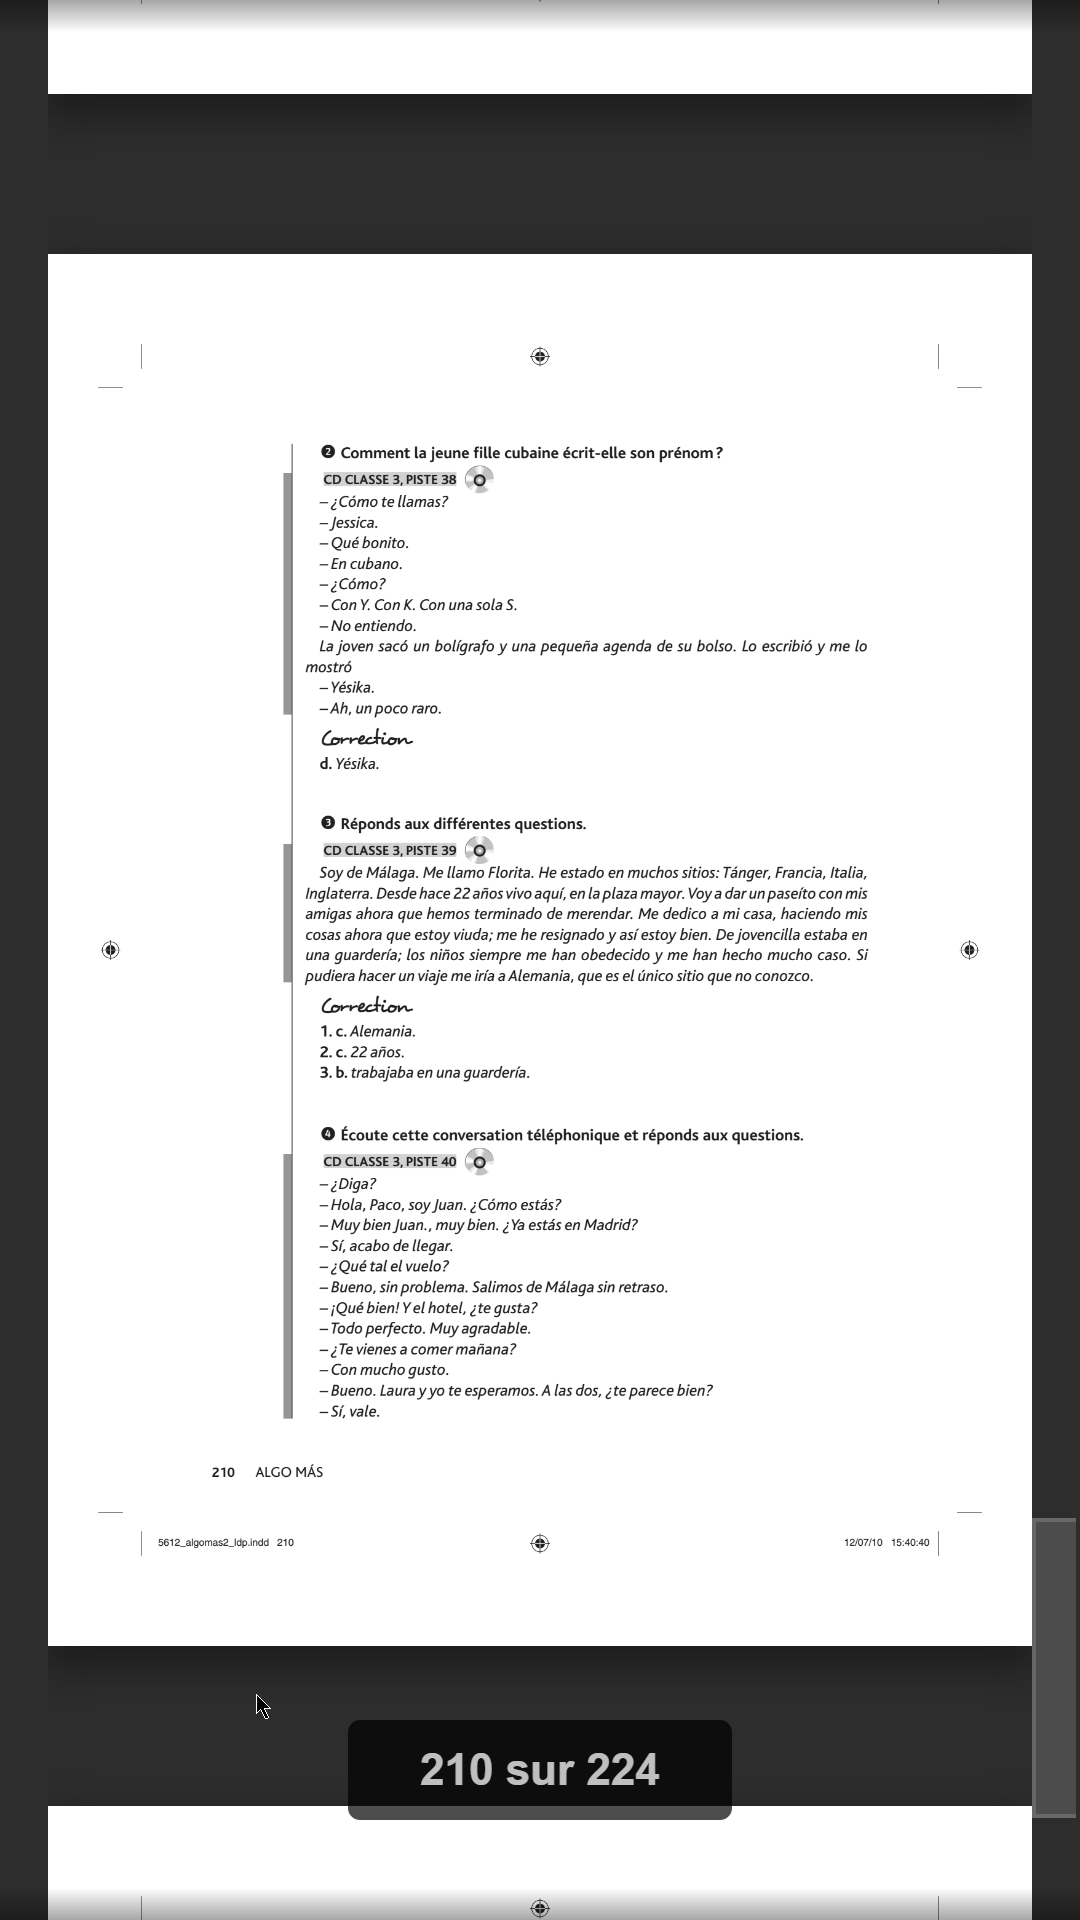 ❷ Comment la jeune fille cubaine écrit-elle son prénom ?
CD CLASSE 3, PISTE 38
– ¿Cómo te llamas?
– Jessica.
– Qué bonito.
– En cubano.
– ¿Cómo?
– Con Y. Con K. Con una sola S.
– No entiendo.
La joven sacó un bolígrafo y una pequeña agenda de su bolso. Lo escribió y me lo
mostró
– Yésika.
– Ah, un poco raro.
Correction
d. Yésika.
❸ Réponds aux différentes questions.
CD CLASSE 3, PISTE 39
Soy de Málaga. Me llamo Florita. He estado en muchos sitios: Tánger, Francia, Italia,
Inglaterra. Desde hace 22 años vivo aquí, en la plaza mayor. Voy a dar un paseíto con mis
amigas ahora que hemos terminado de merendar. Me dedico a mi casa, haciendo mis
cosas ahora que estoy viuda; me he resignado y así estoy bien. De jovencilla estaba en
una guardería; los niños siempre me han obedecido y me han hecho mucho caso. Si
pudiera hacer un viaje me iría a Alemania, que es el único sitio que no conozco.
Correction
1. c. Alemania.
2. c. 22 años.
3. b. trabajaba en una guardería.
❹ Écoute cette conversation téléphonique et réponds aux questions.
CD CLASSE 3, PISTE 40
– ¿Diga?
– Hola, Paco, soy Juan. ¿Cómo estás?
– Muy bien Juan., muy bien. ¿Ya estás en Madrid?
– Sí, acabo de llegar.
– ¿Qué tal el vuelo?
– Bueno, sin problema. Salimos de Málaga sin retraso.
– ¡Qué bien! Y el hotel, ¿te gusta?
– Todo perfecto. Muy agradable.
– ¿Te vienes a comer mañana?
– Con mucho gusto.
– Bueno. Laura y yo te esperamos. A las dos, ¿te parece bien?
– Sí, vale.
210 ALGO MÁS
5612_algomas2_ldp.indd 210 12/07/10 15:40:40
210 sur 224